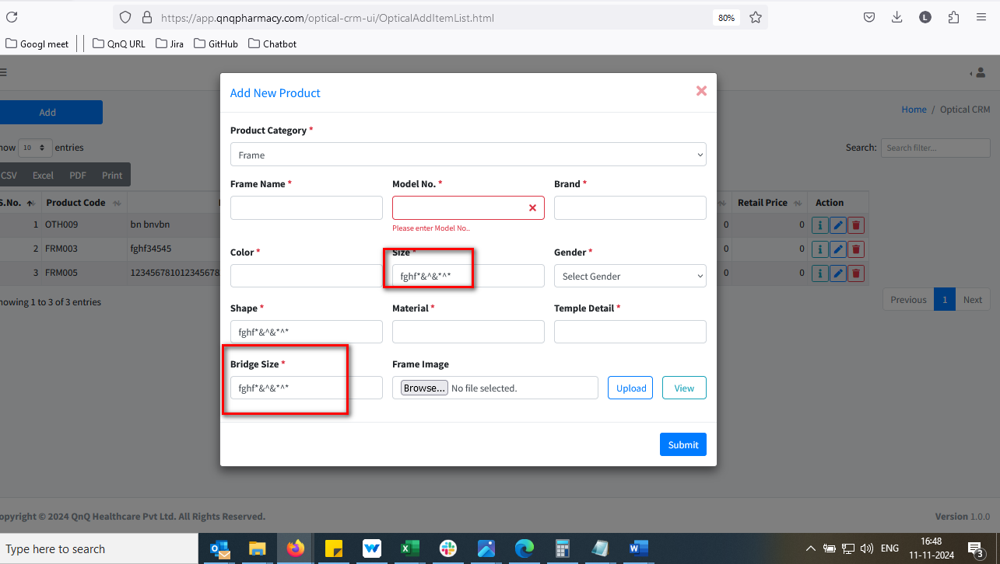 https://app.qnqpharmacy.com/optical-crm-ui/OpticalAddItemList.html 80% L
Googl meet QnQ URL Jira GitHub Chatbot
Add New Product
Add Home / Optical CRM
Product Category *
now 10 entries Search: Search filter...
Frame
CSV Excel PDF Print
Frame Name * Model No. * Brand *
S.No. Product Code Retail Price Action
1 OTH009 bn bnvbn 0 0
Please enter Model No..
2 FRM003 fghf34545 0 0
Color * Size * Gender *
3 FRM005 123456781012345678 0 0
fghf*&^&*^* Select Gender
howing 1 to 3 of 3 entries Previous 1 Next
Shape * Material * Temple Detail *
fghf*&^&*^*
Bridge Size * Frame Image
fghf*&^&*^* Browse... No file selected. Upload View
Submit
opyright © 2024 QnQ Healthcare Pvt Ltd. All Rights Reserved. Version 1.0.0
Type here to search ENG 16:48
11-11-2024 3